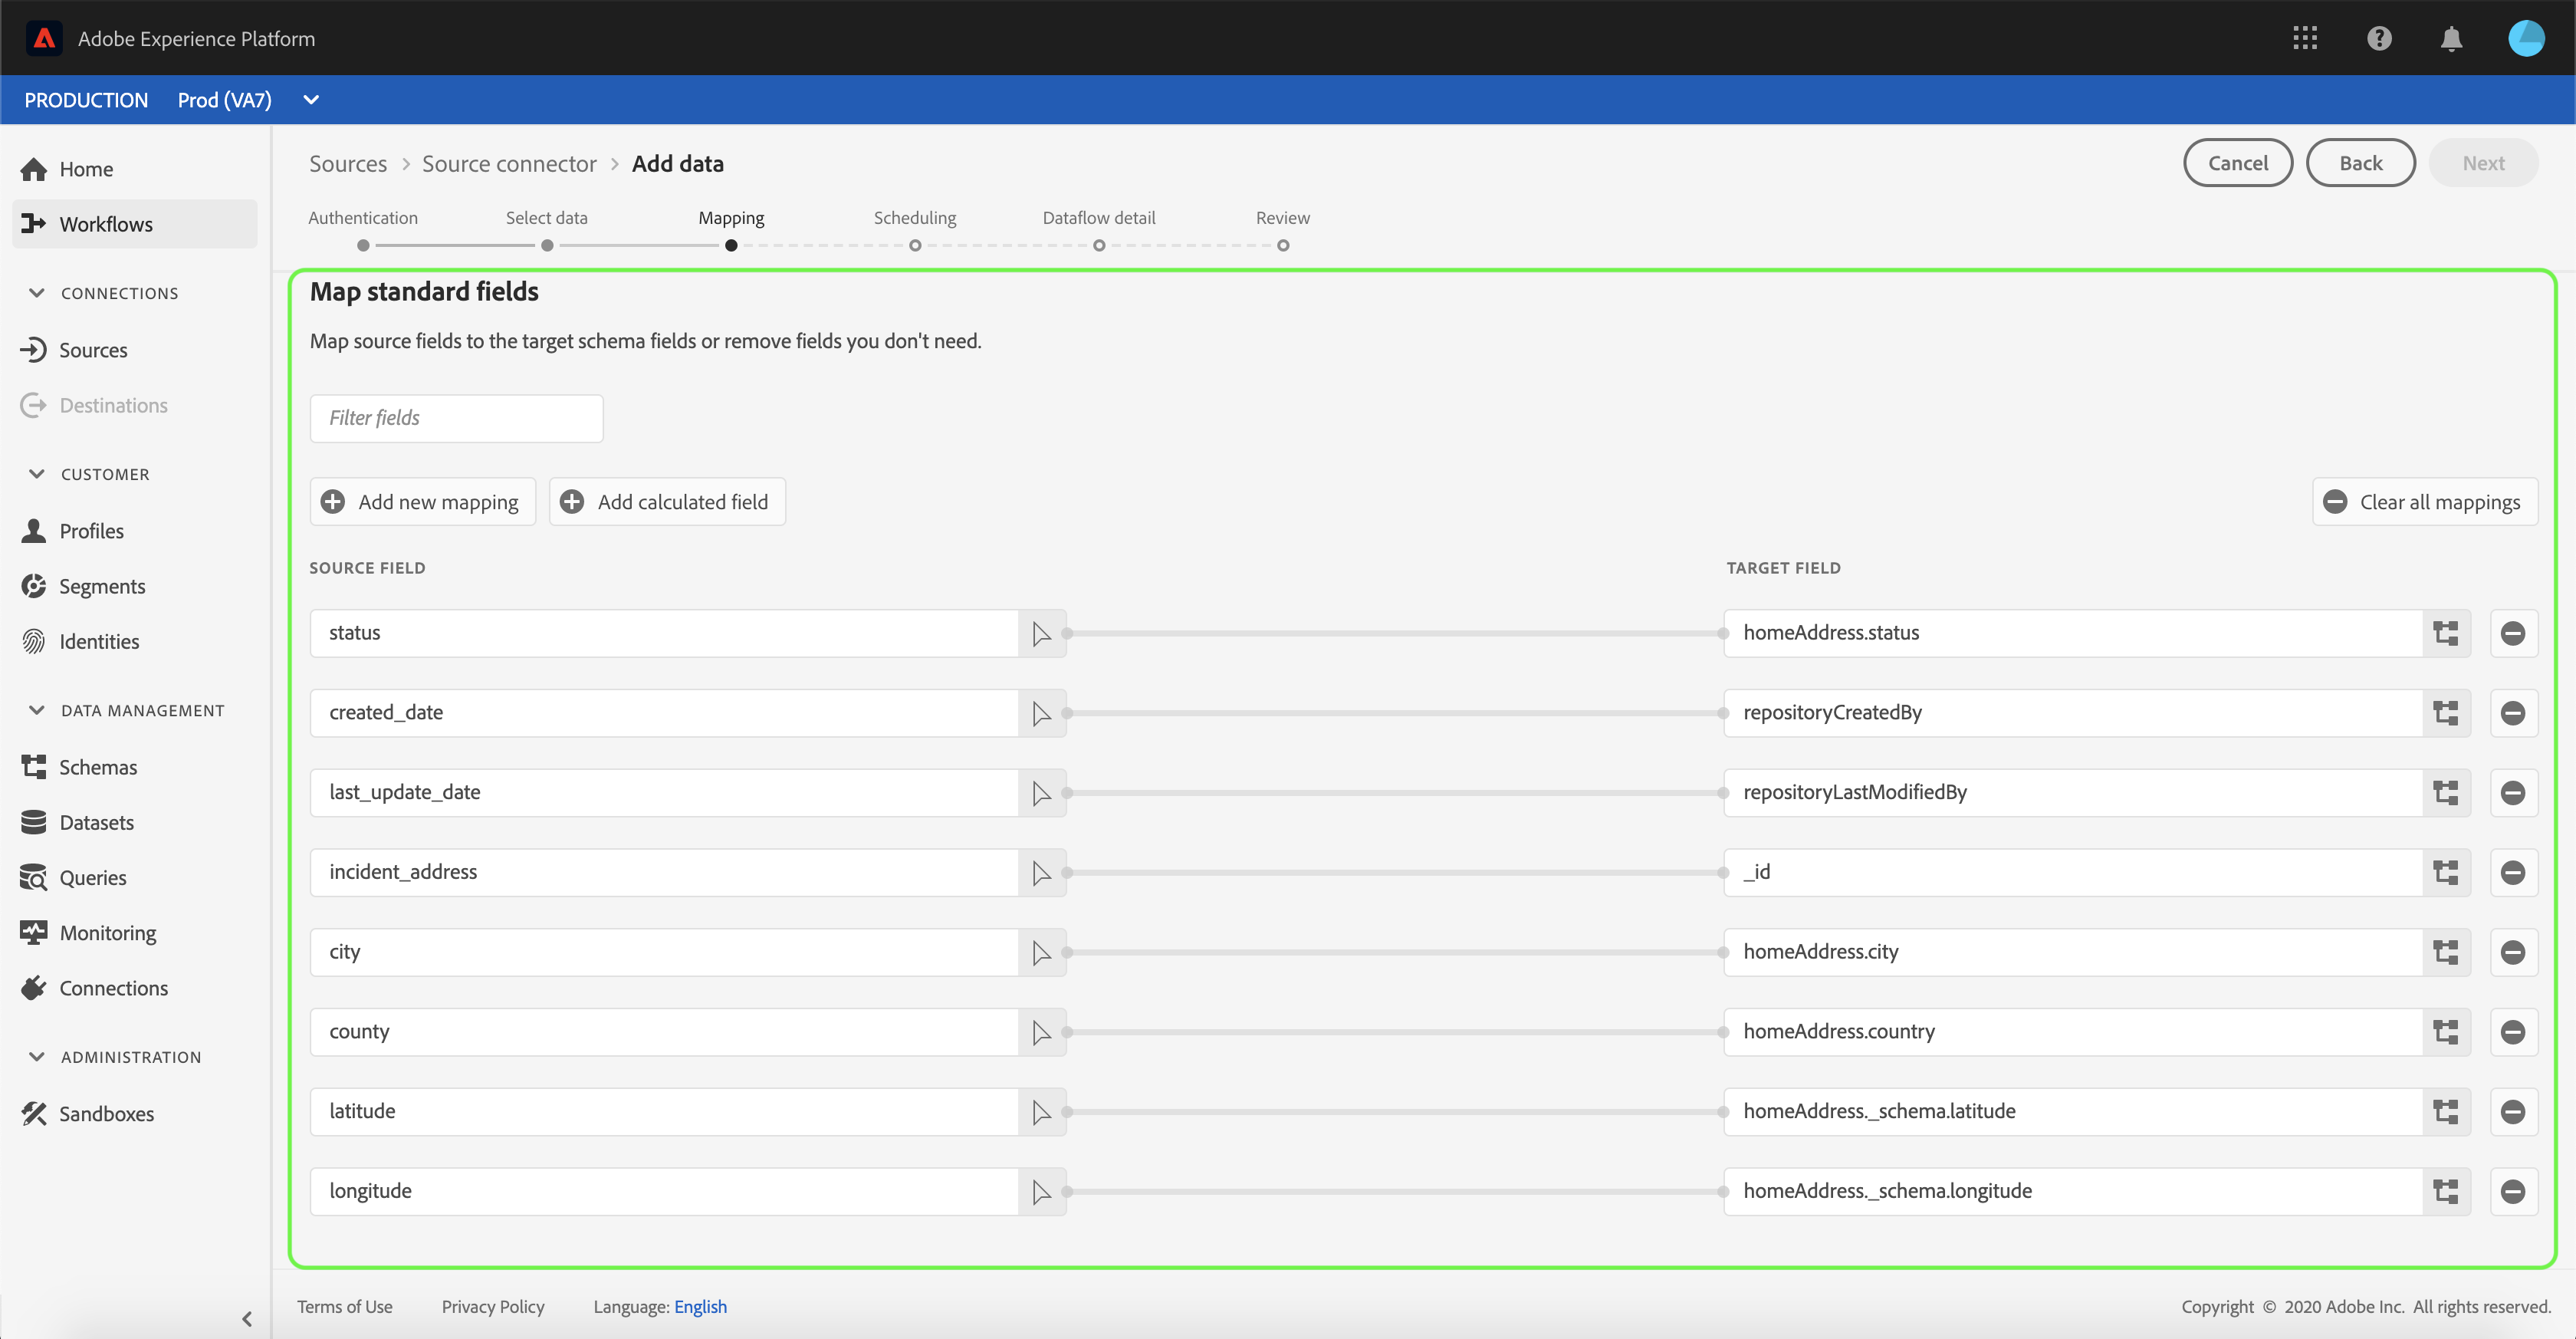 Adobe Experience Platform
PRODUCTION Prod (VA7)
Home
Workflows
CONNECTIONS
Sources
Destinations
CUSTOMER
Profiles
Segments
Identities
DATA MANAGEMENT
Schemas
Datasets
Queries
Monitoring
Connections
ADMINISTRATION
Sandboxes
Sources > Source connector > Add data
Cancel Back Next
Authentication Select data Mapping Scheduling Dataflow detail Review
Map standard fields
Map source fields to the target schema fields or remove fields you don't need.
Filter fields
Add new mapping Add calculated field Clear all mappings
SOURCE FIELD TARGET FIELD
status homeAddress.status
created_date repositoryCreatedBy
last_update_date repositoryLastModifiedBy
incident_address _id
city homeAddress.city
county homeAddress.country
latitude homeAddress._schema.latitude
longitude homeAddress._schema.longitude
Terms of Use Privacy Policy Language: English Copyright © 2020 Adobe Inc. All rights reserved.